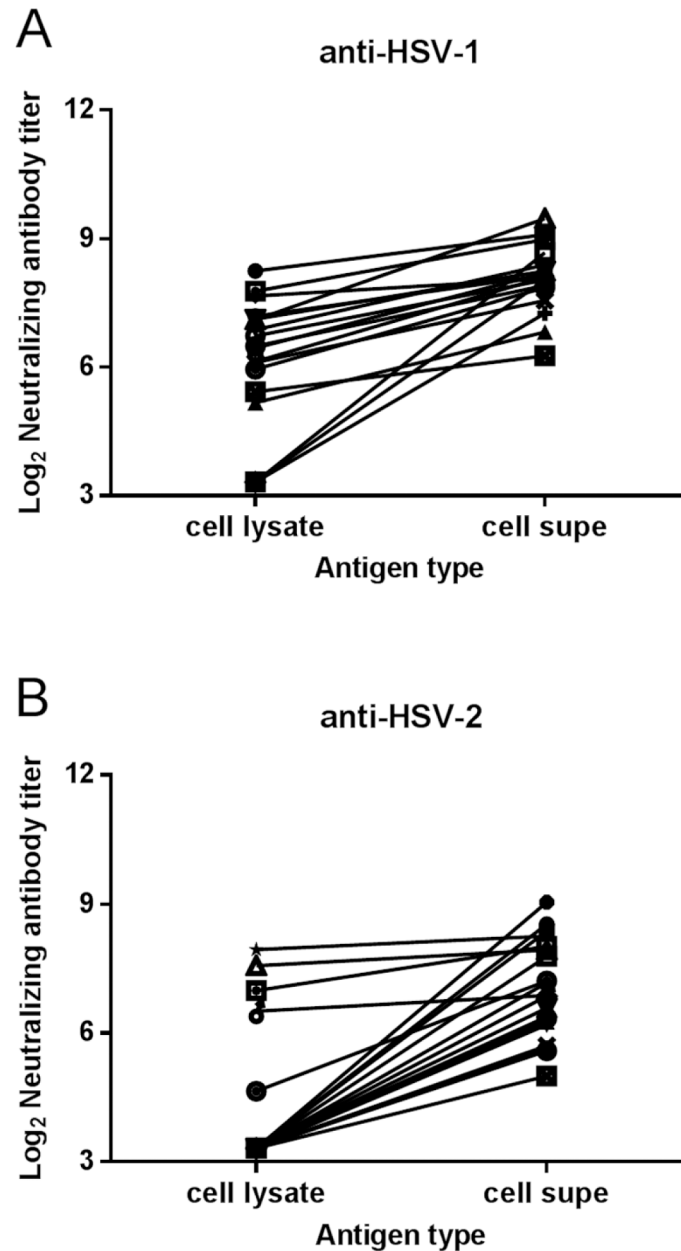 A
anti-HSV-1
Log₂ Neutralizing antibody titer
12
9
6
3
cell lysate cell supe
Antigen type
B
anti-HSV-2
Log₂ Neutralizing antibody titer
12
9
6
3
cell lysate cell supe
Antigen type